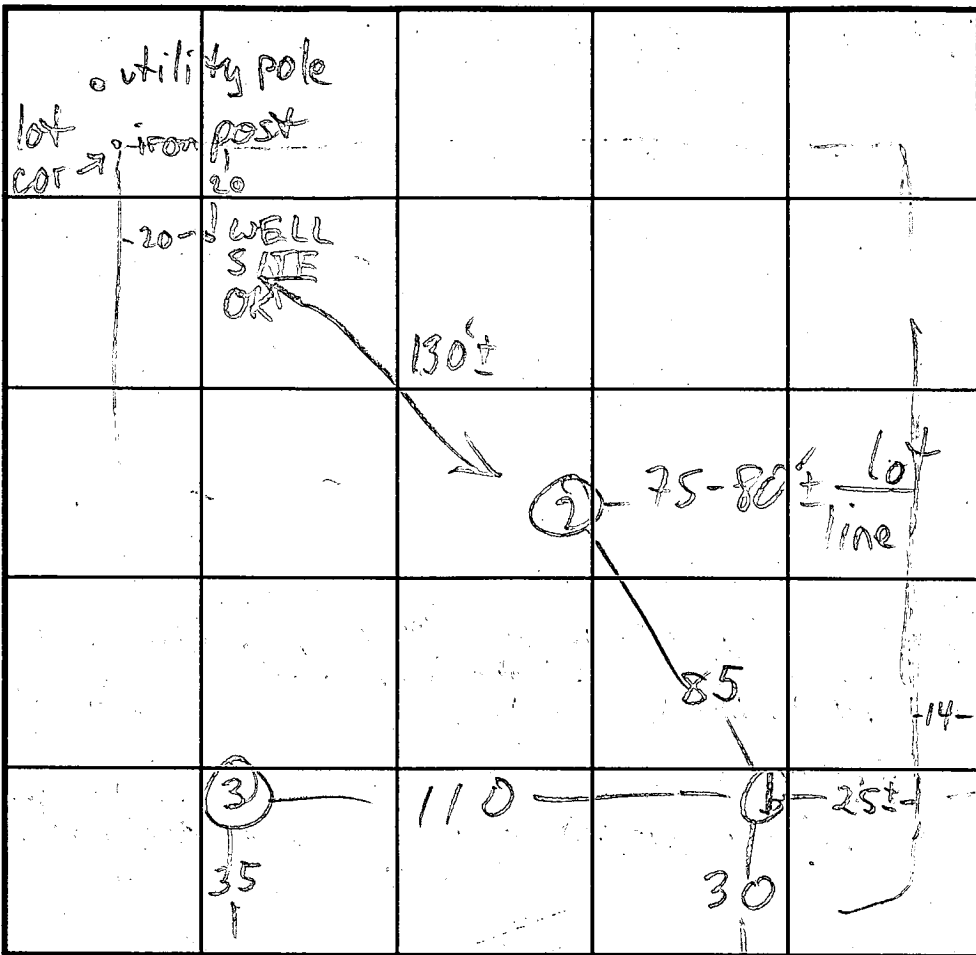 utility pole
lot cor iron post
20
-20- WELL
SITE
OK
130'±
2 75-80'± lot
line
85
-14-
3 110 1 25±
35 30